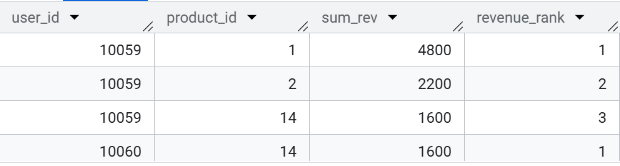 user_id product_id sum_rev revenue_rank
10059 1 4800 1
10059 2 2200 2
10059 14 1600 3
10060 14 1600 1